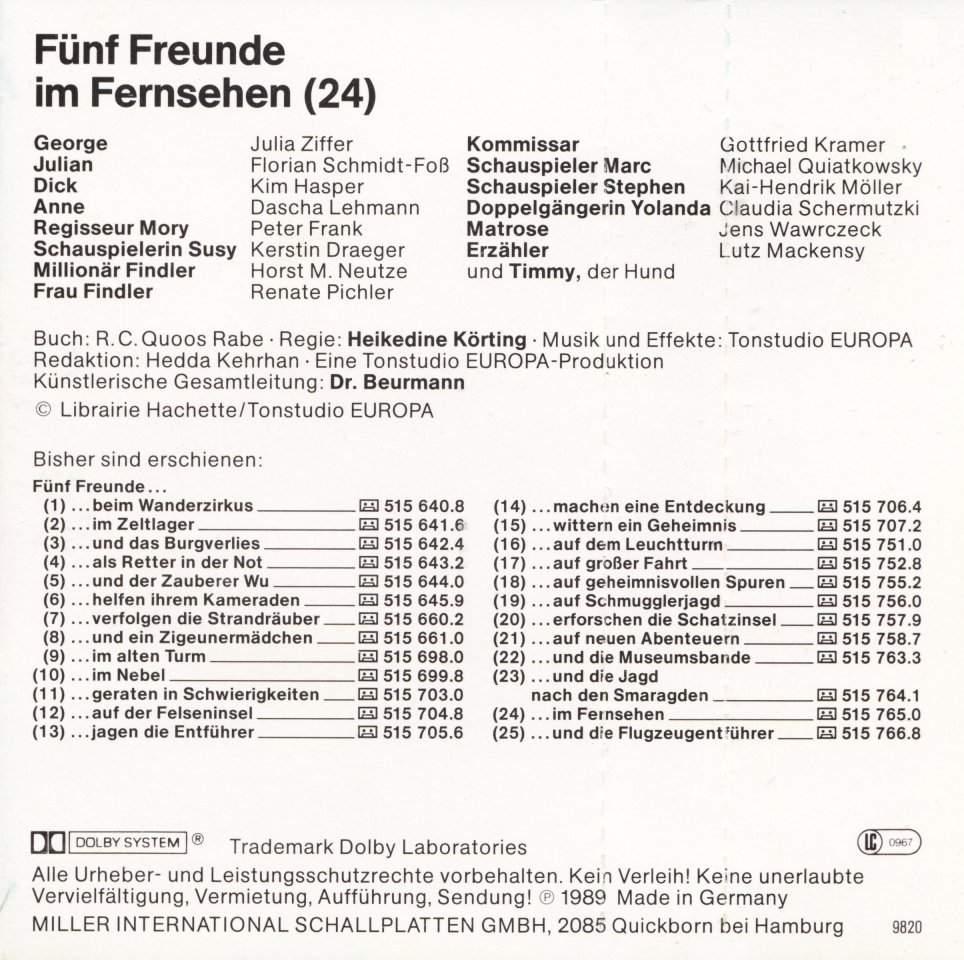 Fünf Freunde
im Fernsehen (24)
George Julia Ziffer
Julian Florian Schmidt-Foß
Dick Kim Hasper
Anne Dascha Lehmann
Regisseur Mory Peter Frank
Schauspielerin Susy Kerstin Draeger
Millionär Findler Horst M. Neutze
Frau Findler Renate Pichler
Kommissar Gottfried Kramer
Schauspieler Marc Michael Quiatkowsky
Schauspieler Stephen Kai-Hendrik Möller
Doppelgängerin Yolanda Claudia Schermutzki
Matrose Jens Wawrczeck
Erzähler Lutz Mackensy
und Timmy, der Hund
Buch: R. C. Quoos Rabe · Regie: Heikedine Körting · Musik und Effekte: Tonstudio EUROPA
Redaktion: Hedda Kehrhan · Eine Tonstudio EUROPA-Produktion
Künstlerische Gesamtleitung: Dr. Beurmann
© Librairie Hachette/Tonstudio EUROPA
Bisher sind erschienen:
Fünf Freunde...
(1) ...beim Wanderzirkus 515 640.8
(2) ...im Zeltlager 515 641.6
(3) ...und das Burgverlies 515 642.4
(4) ...als Retter in der Not 515 643.2
(5) ...und der Zauberer Wu 515 644.0
(6) ...helfen ihrem Kameraden 515 645.9
(7) ...verfolgen die Strandräuber 515 660.2
(8) ...und ein Zigeunermädchen 515 661.0
(9) ...im alten Turm 515 698.0
(10) ...im Nebel 515 699.8
(11) ...geraten in Schwierigkeiten 515 703.0
(12) ...auf der Felseninsel 515 704.8
(13) ...jagen die Entführer 515 705.6
(14) ...machen eine Entdeckung 515 706.4
(15) ...wittern ein Geheimnis 515 707.2
(16) ...auf dem Leuchtturm 515 751.0
(17) ...auf großer Fahrt 515 752.8
(18) ...auf geheimnisvollen Spuren 515 755.2
(19) ...auf Schmugglerjagd 515 756.0
(20) ...erforschen die Schatzinsel 515 757.9
(21) ...auf neuen Abenteuern 515 758.7
(22) ...und die Museumsbande 515 763.3
(23) ...und die Jagd
nach den Smaragden 515 764.1
(24) ...im Fernsehen 515 765.0
(25) ...und die Flugzeugentführer 515 766.8
DOLBY SYSTEM ® Trademark Dolby Laboratories
LC 0967
Alle Urheber- und Leistungsschutzrechte vorbehalten. Kein Verleih! Keine unerlaubte
Vervielfältigung, Vermietung, Aufführung, Sendung! ℗ 1989 Made in Germany
MILLER INTERNATIONAL SCHALLPLATTEN GMBH, 2085 Quickborn bei Hamburg 9820